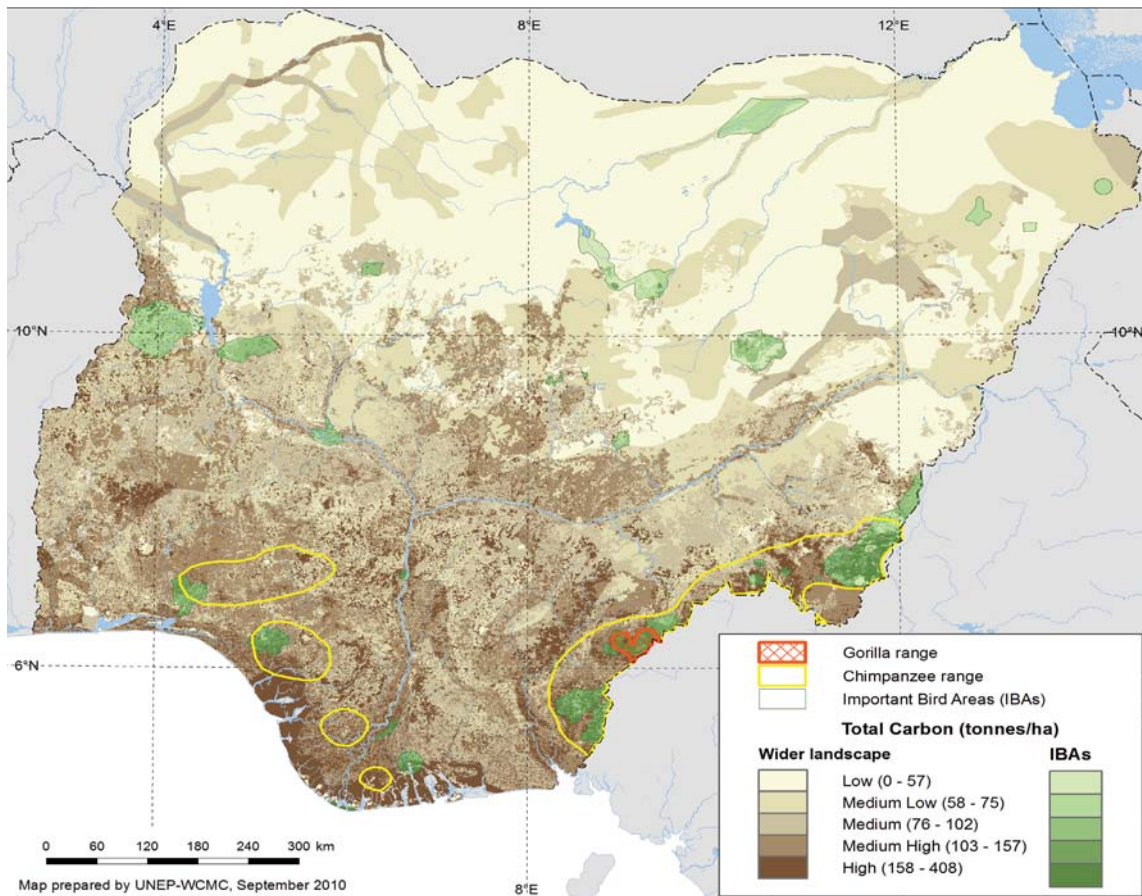 4°E
8°E
12°E
10°N
10°N
6°N
Gorilla range
Chimpanzee range
Important Bird Areas (IBAs)
Total Carbon (tonnes/ha)
Wider landscape
IBAs
Low (0 - 57)
Medium Low (58 - 75)
Medium (76 - 102)
Medium High (103 - 157)
High (158 - 408)
0 60 120 180 240 300 km
Map prepared by UNEP-WCMC, September 2010
8°E